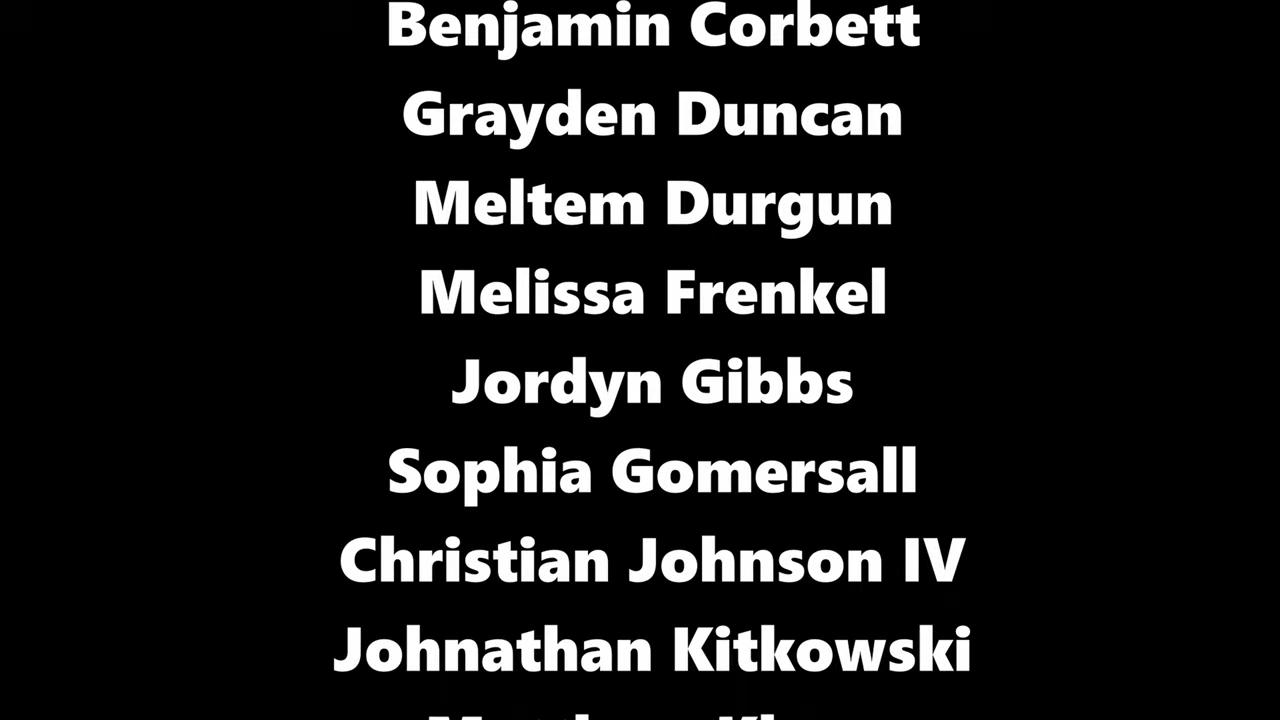 Benjamin Corbett
Grayden Duncan
Meltem Durgun
Melissa Frenkel
Jordyn Gibbs
Sophia Gomersall
Christian Johnson IV
Johnathan Kitkowski